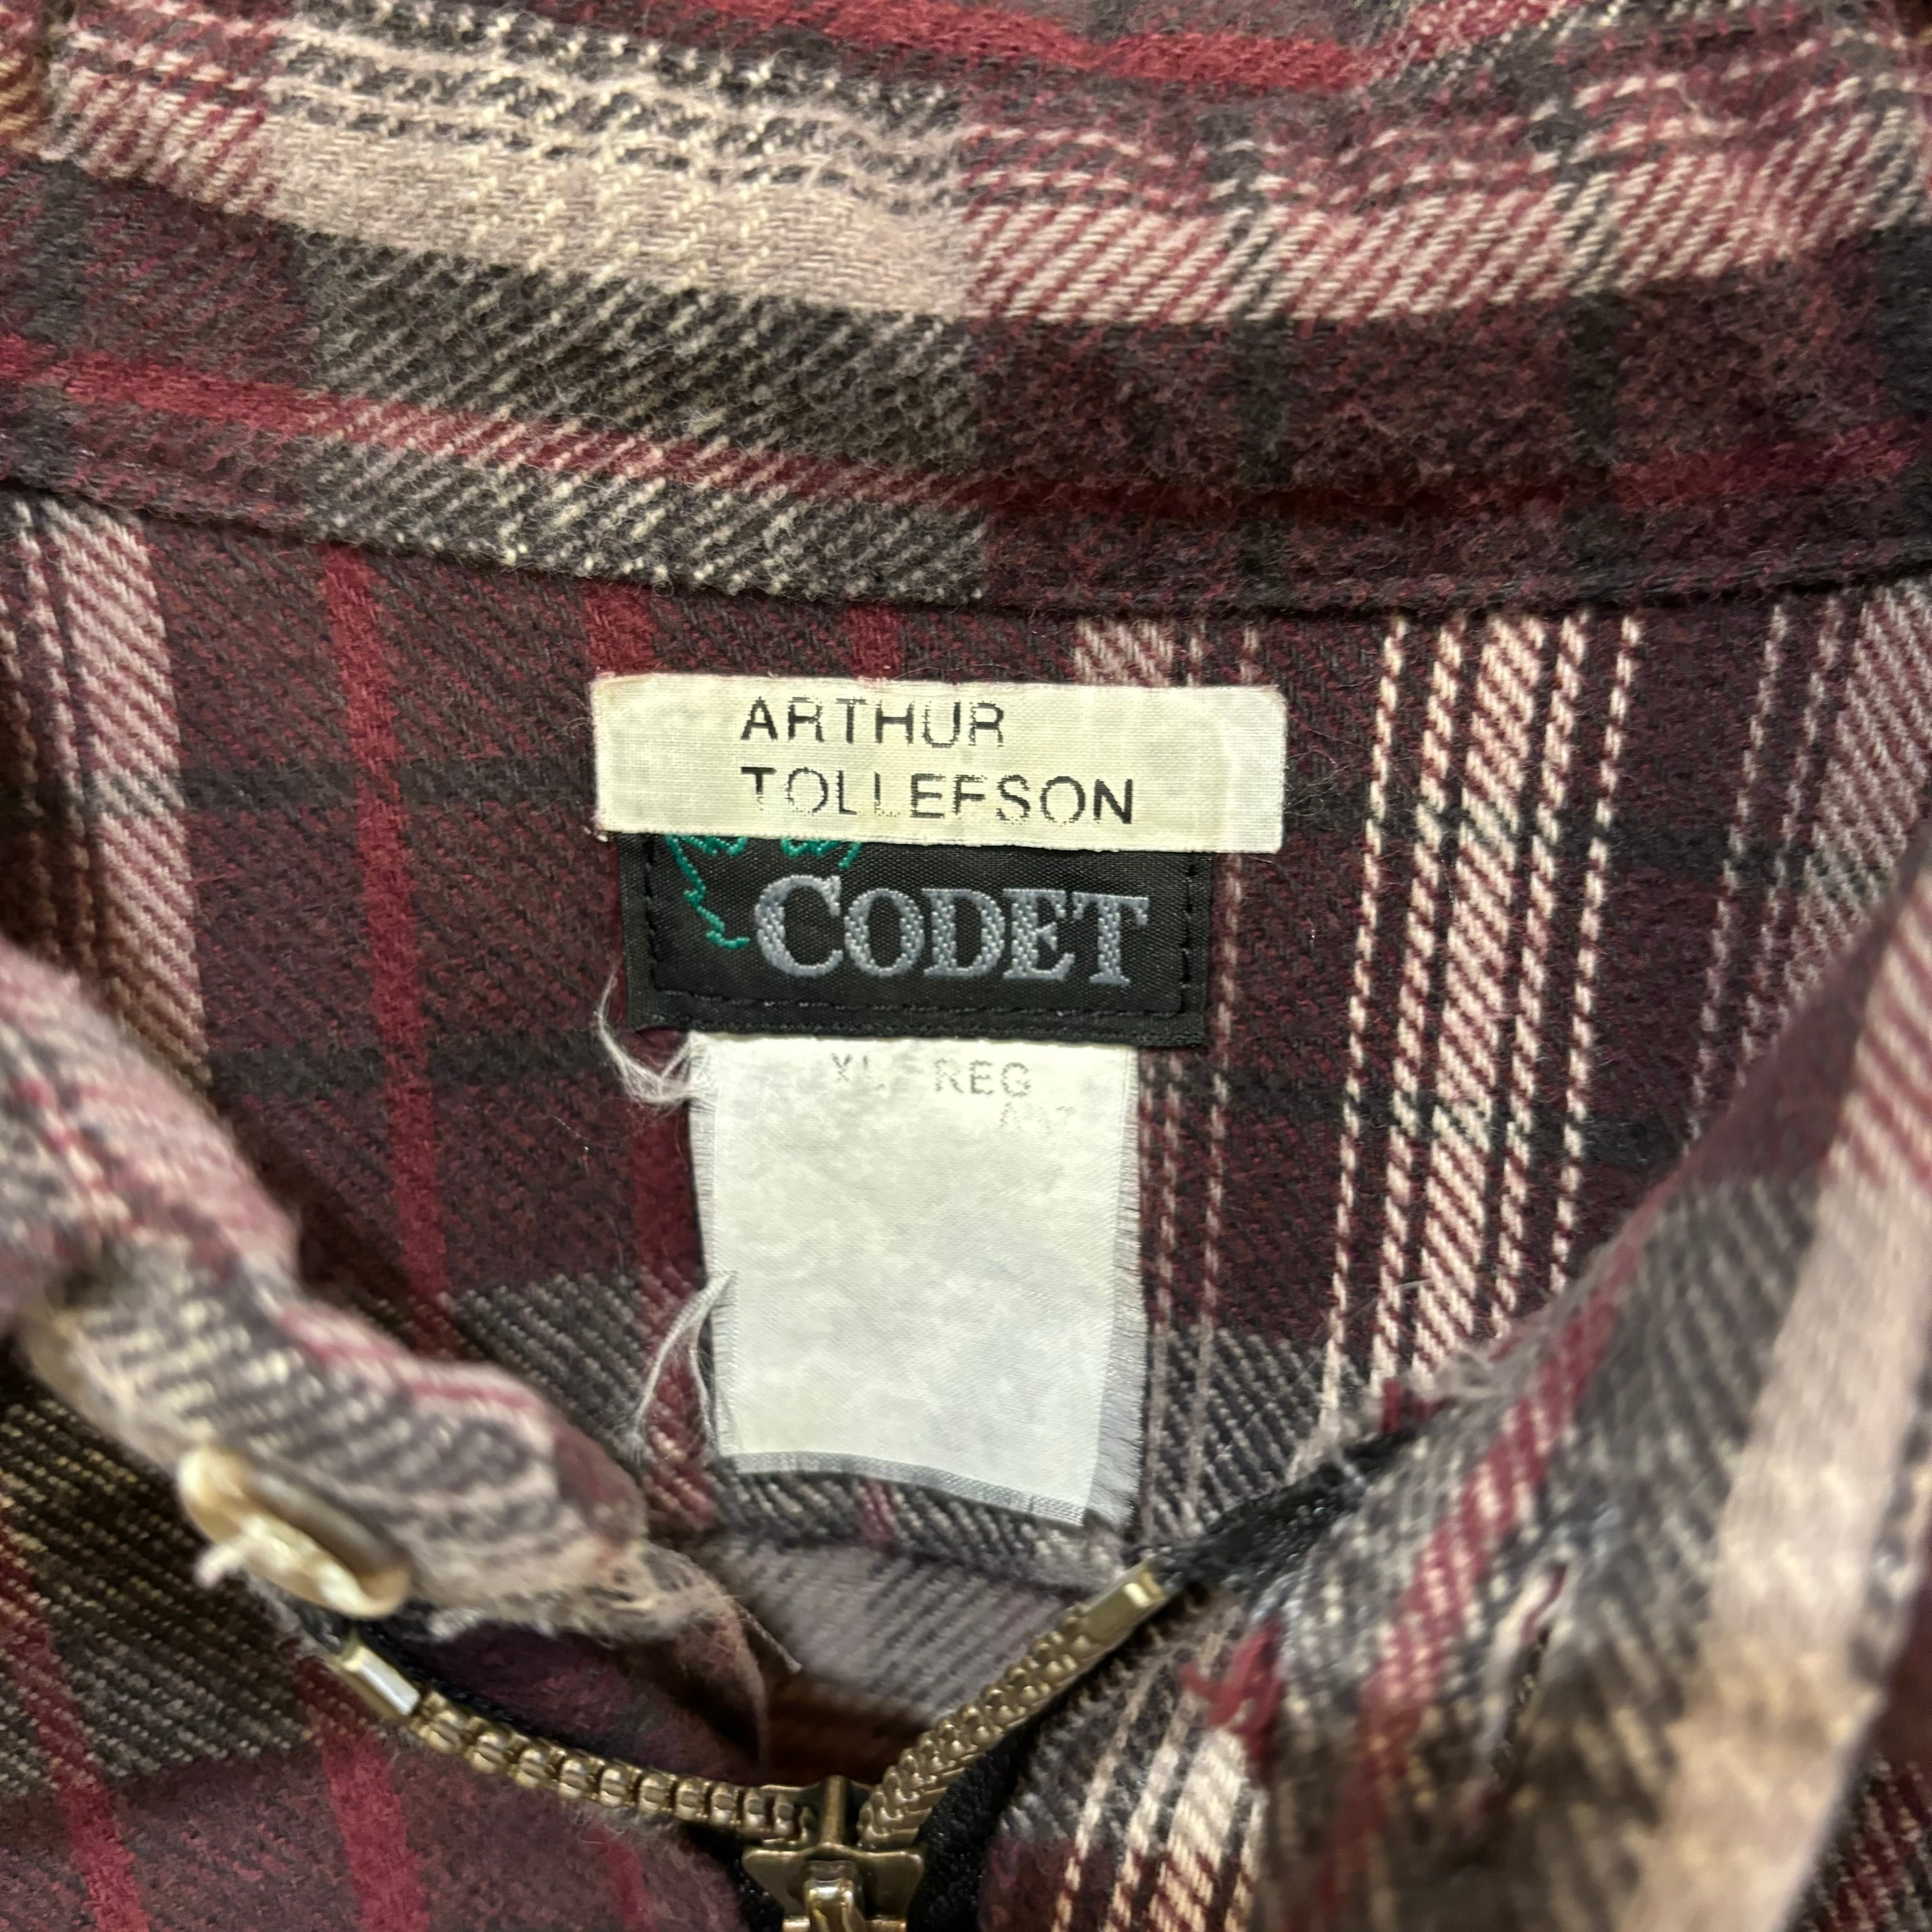 ARTHUR
TOLLEFSON
CODET
XL REG